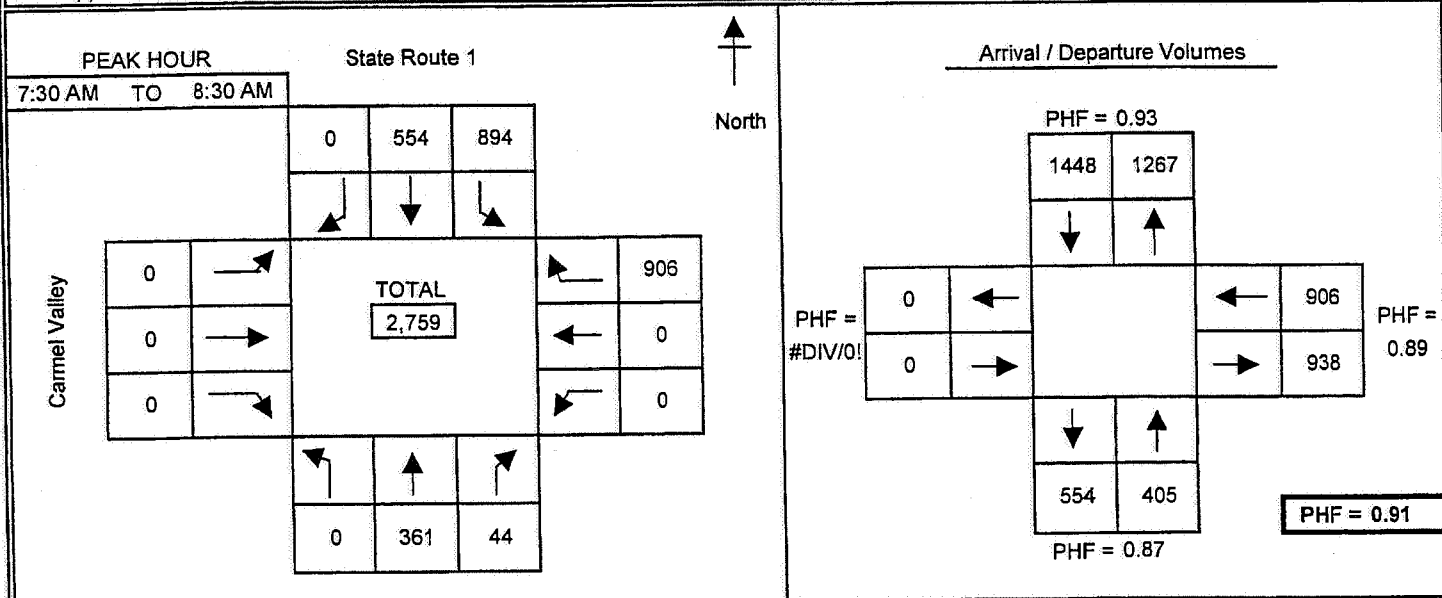 PEAK HOUR
7:30 AM TO 8:30 AM
State Route 1
North
0 554 894
Carmel Valley
0
0
0
TOTAL
2,759
906
0
0
0 361 44
Arrival / Departure Volumes
PHF = 0.93
1448 1267
PHF =
#DIV/0!
0
0
906
938
PHF =
0.89
554 405
PHF = 0.87
PHF = 0.91